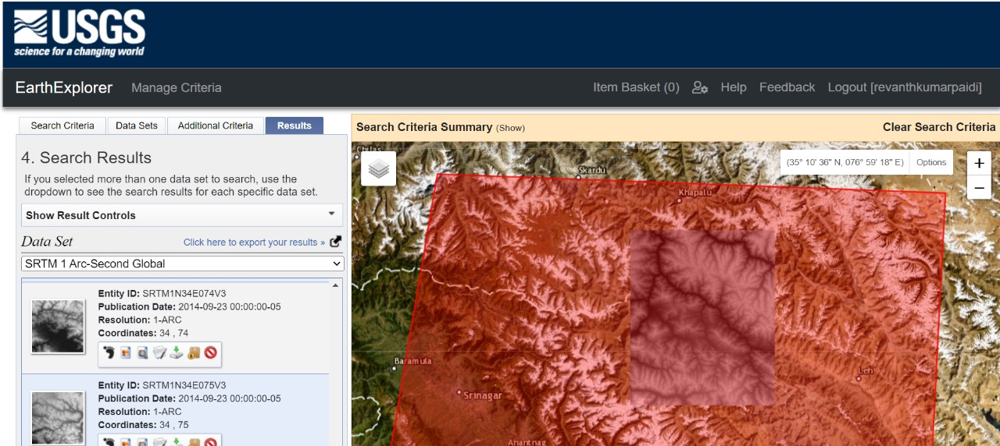 USGS
science for a changing world
EarthExplorer Manage Criteria Item Basket (0) Help Feedback Logout [revanthkumarpaidi]
Search Criteria Data Sets Additional Criteria Results
4. Search Results
If you selected more than one data set to search, use the
dropdown to see the search results for each specific data set.
Show Result Controls
Data Set Click here to export your results »
SRTM 1 Arc-Second Global
Entity ID: SRTM1N34E074V3
Publication Date: 2014-09-23 00:00:00-05
Resolution: 1-ARC
Coordinates: 34 , 74
Entity ID: SRTM1N34E075V3
Publication Date: 2014-09-23 00:00:00-05
Resolution: 1-ARC
Coordinates: 34 , 75
Search Criteria Summary (Show) Clear Search Criteria
Chilas
(35° 10' 36" N, 076° 59' 18" E) Options
+
−
Skardu
Khapalu
Baramula
Leh
Srinagar
Anantnag